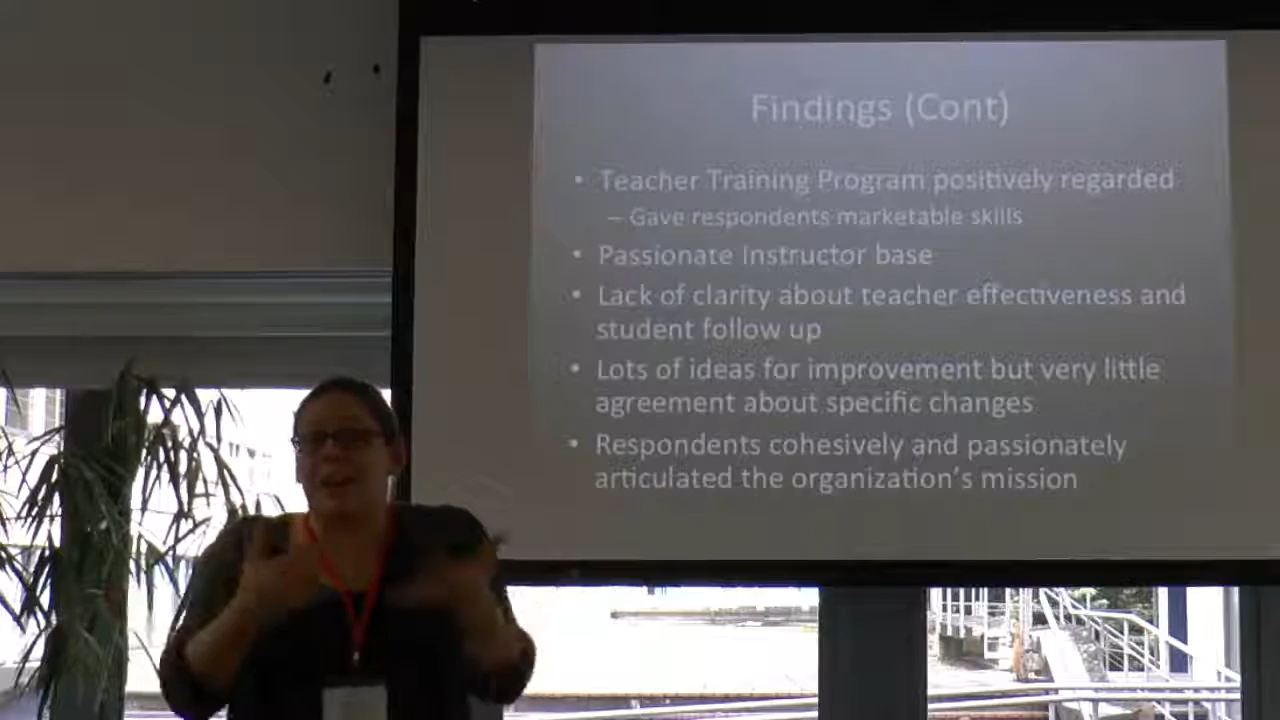 Findings (Cont)
• Teacher Training Program positively regarded
– Gave respondents marketable skills
• Passionate Instructor base
• Lack of clarity about teacher effectiveness and
student follow up
• Lots of ideas for improvement but very little
agreement about specific changes
• Respondents cohesively and passionately
articulated the organization's mission